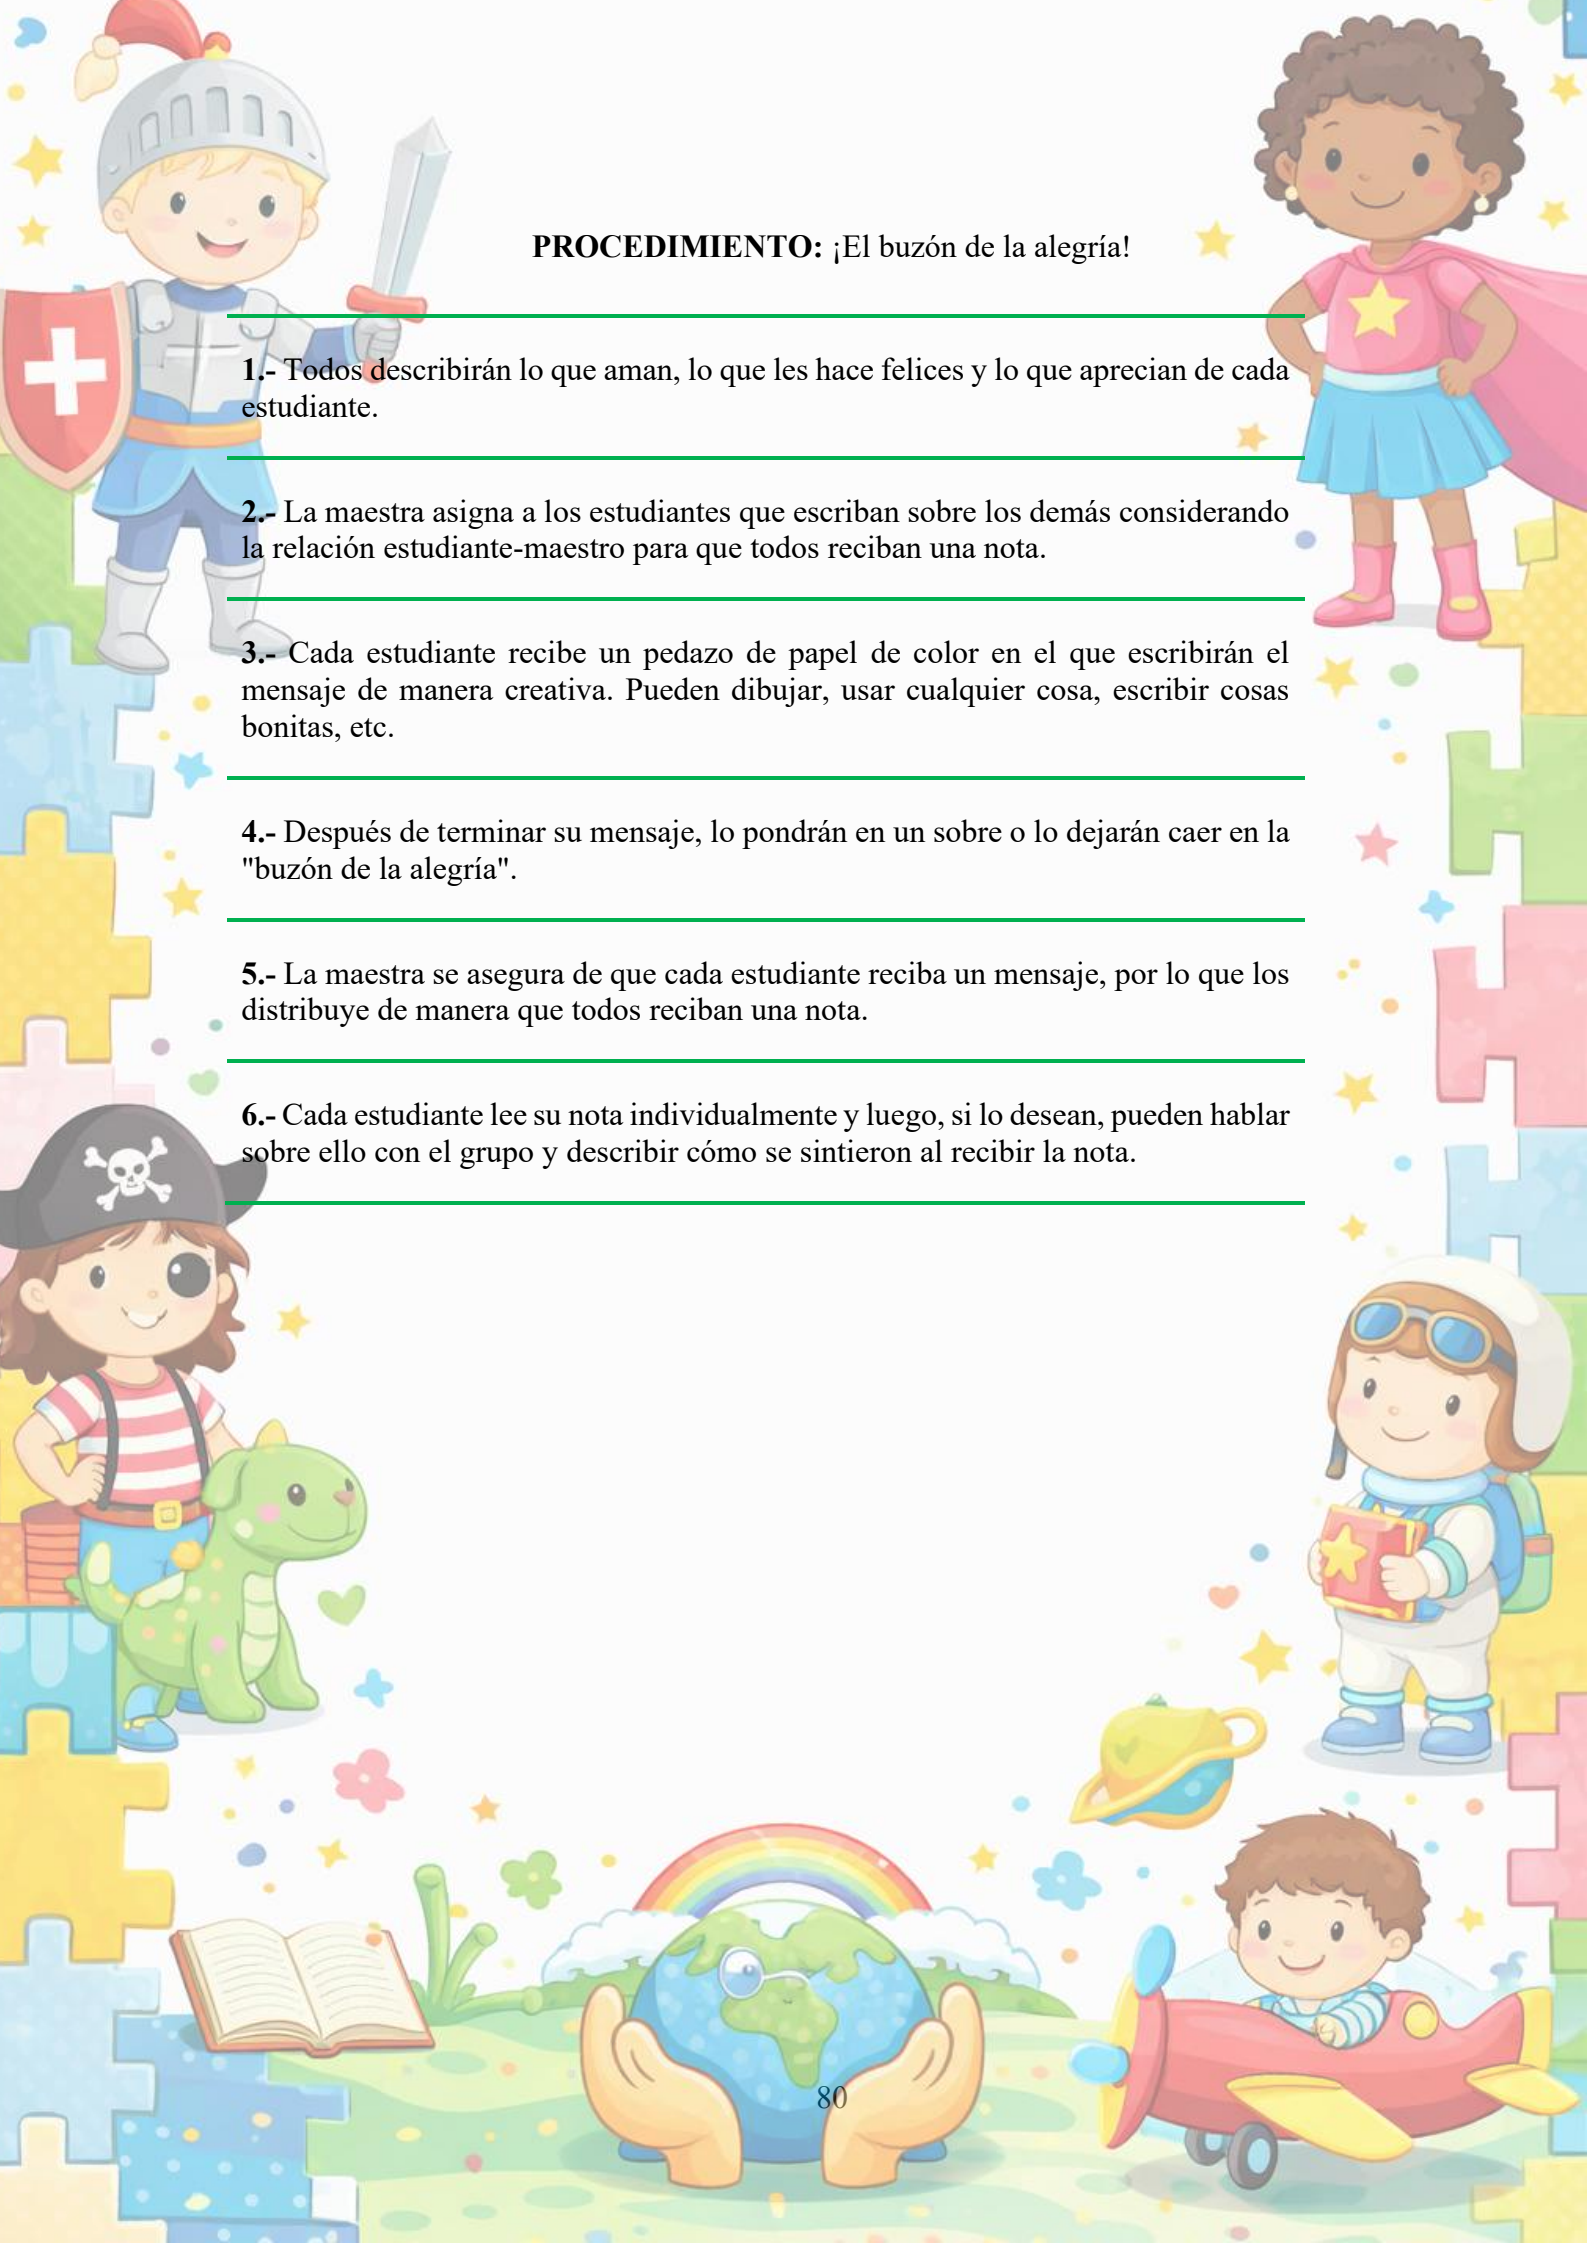 PROCEDIMIENTO: ¡El buzón de la alegría!
1.- Todos describirán lo que aman, lo que les hace felices y lo que aprecian de cada
estudiante.
2.- La maestra asigna a los estudiantes que escriban sobre los demás considerando
la relación estudiante-maestro para que todos reciban una nota.
3.- Cada estudiante recibe un pedazo de papel de color en el que escribirán el
mensaje de manera creativa. Pueden dibujar, usar cualquier cosa, escribir cosas
bonitas, etc.
4.- Después de terminar su mensaje, lo pondrán en un sobre o lo dejarán caer en la
"buzón de la alegría".
5.- La maestra se asegura de que cada estudiante reciba un mensaje, por lo que los
distribuye de manera que todos reciban una nota.
6.- Cada estudiante lee su nota individualmente y luego, si lo desean, pueden hablar
sobre ello con el grupo y describir cómo se sintieron al recibir la nota.
80